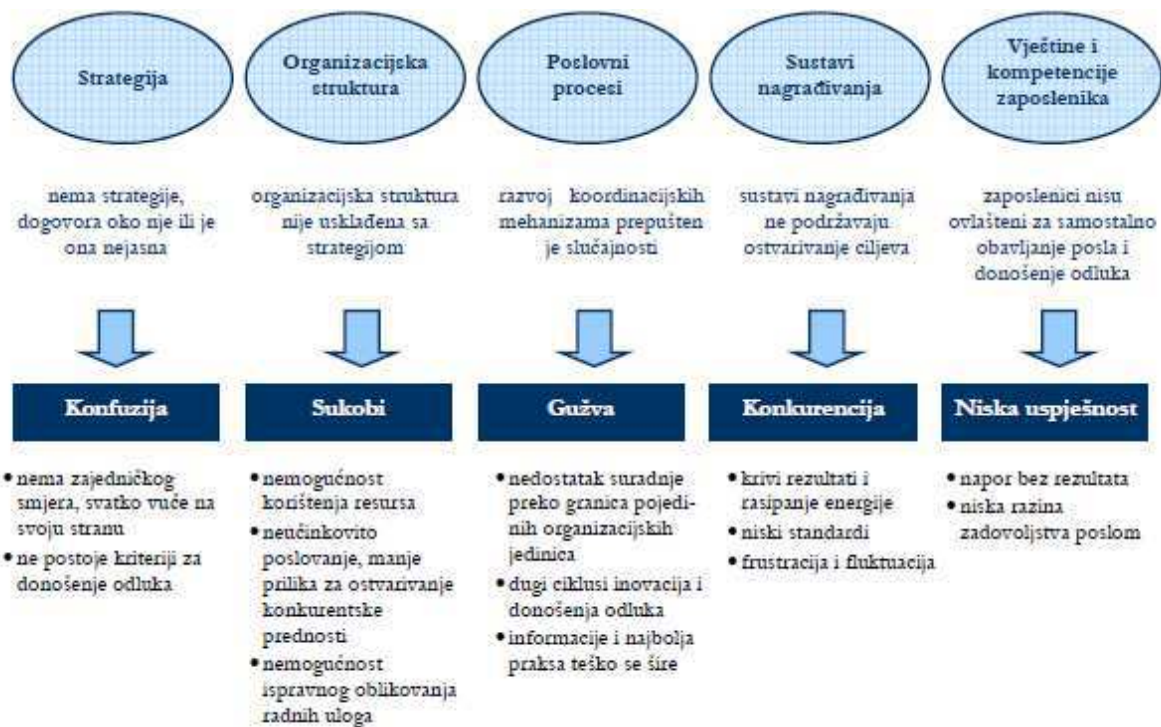 Strategija
Organizacijska
struktura
Poslovni
procesi
Sustavi
nagrađivanja
Vještine i
kompetencije
zaposlenika
nema strategije,
dogovora oko nje ili je
ona nejasna
organizacijska struktura
nije usklađena sa
strategijom
razvoj koordinacijskih
mehanizama prepušten
je slučajnosti
sustavi nagrađivanja
ne podržavaju
ostvarivanje ciljeva
zaposlenici nisu
ovlašteni za samostalno
obavljanje posla i
donošenje odluka
Konfuzija
Sukobi
Gužva
Konkurencija
Niska uspješnost
• nema zajedničkog
smjera, svatko vuče na
svoju stranu
• ne postoje kriteriji za
donošenje odluka
• nemogućnost
korištenja resursa
• neučinkovito
poslovanje, manje
prilika za ostvarivanje
konkurentske
prednosti
• nemogućnost
ispravnog oblikovanja
radnih uloga
• nedostatak suradnje
preko granica pojedi-
nih organizacijskih
jedinica
• dugi ciklusi inovacija i
donošenja odluka
• informacije i najbolja
praksa teško se šire
• krivi rezultati i
rasipanje energije
• niski standardi
• frustracija i fluktuacija
• napor bez rezultata
• niska razina
zadovoljstva poslom